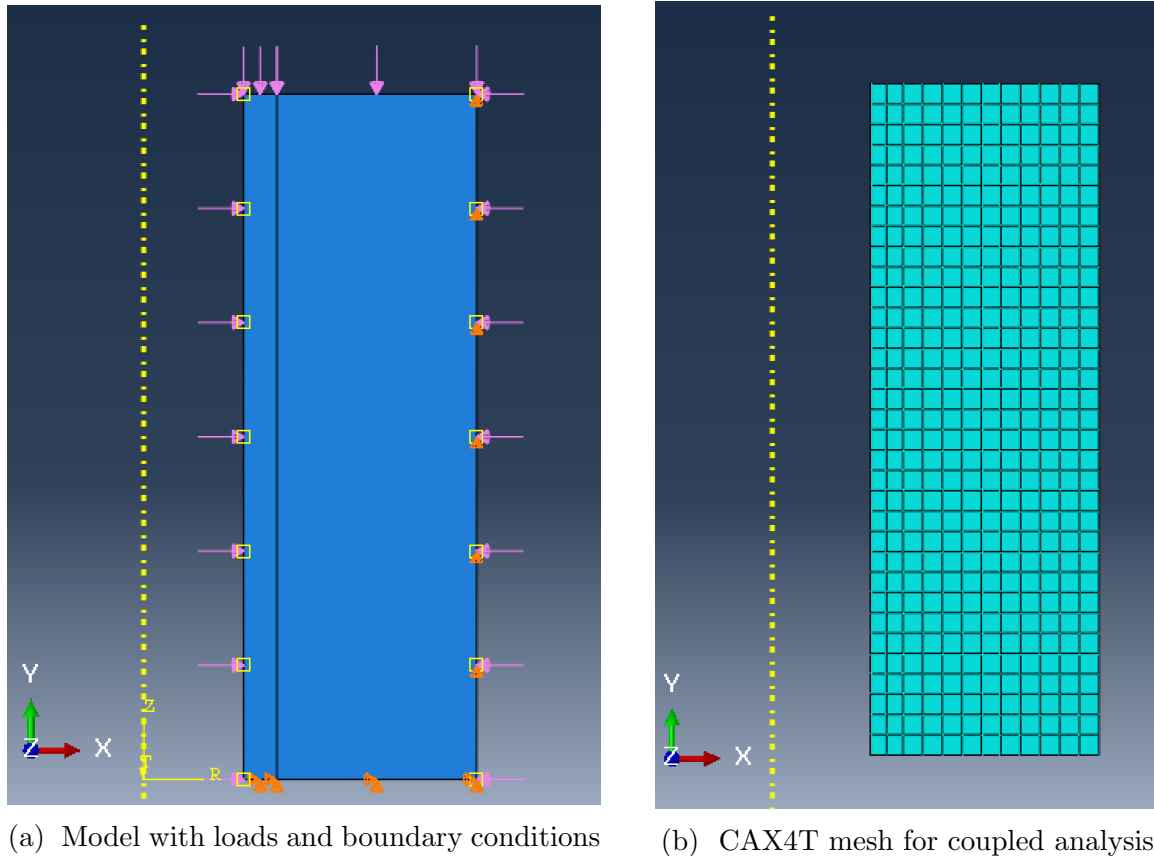 Y
Z
X
Z
T
R
(a) Model with loads and boundary conditions
Y
Z
X
(b) CAX4T mesh for coupled analysis